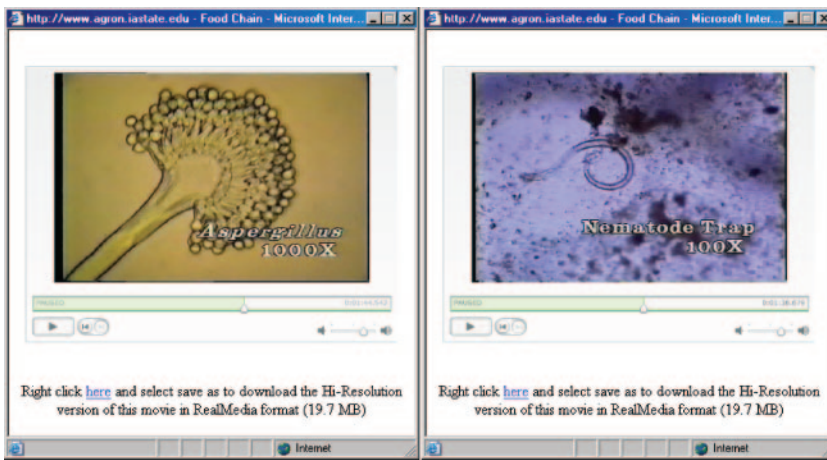 http://www.agron.iastate.edu - Food Chain - Microsoft Inter...
Aspergillus
1000X
PAUSED
Right click here and select save as to download the Hi-Resolution
version of this movie in RealMedia format (19.7 MB)
Internet
http://www.agron.iastate.edu - Food Chain - Microsoft Inter...
Nematode Trap
100X
PAUSED
Right click here and select save as to download the Hi-Resolution
version of this movie in RealMedia format (19.7 MB)
Internet